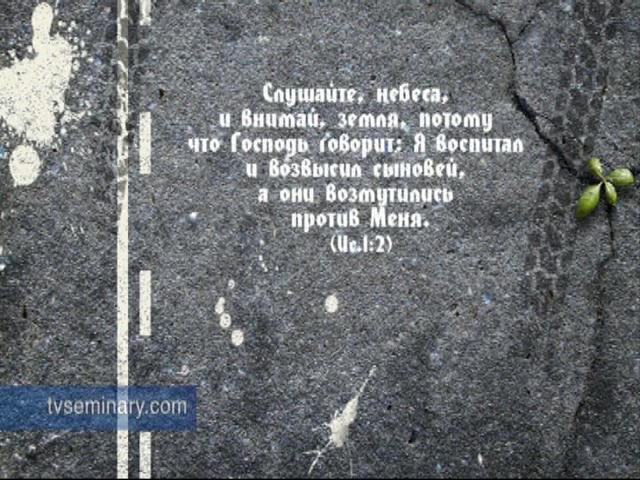 Слушайте, небеса,
и внимай, земля, потому
что Господь говорит: Я воспитал
и возвысил сыновей,
а они возмутились
против Меня.
(Ис.1:2)
tvseminary.com